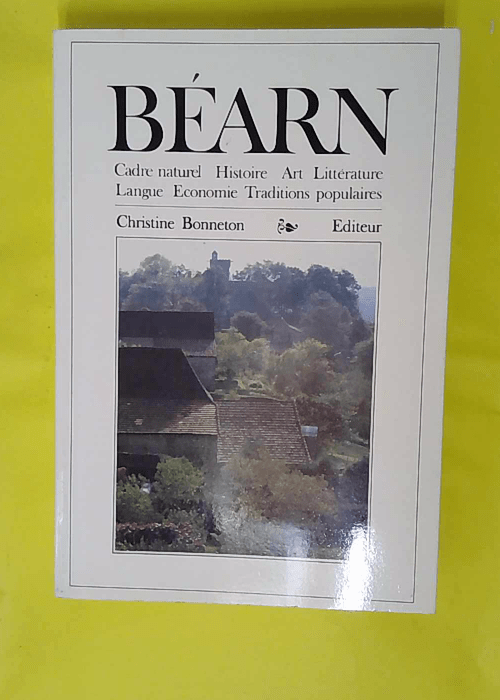 BÉARN
Cadre naturel Histoire Art Littérature
Langue Economie Traditions populaires
Christine Bonneton Editeur